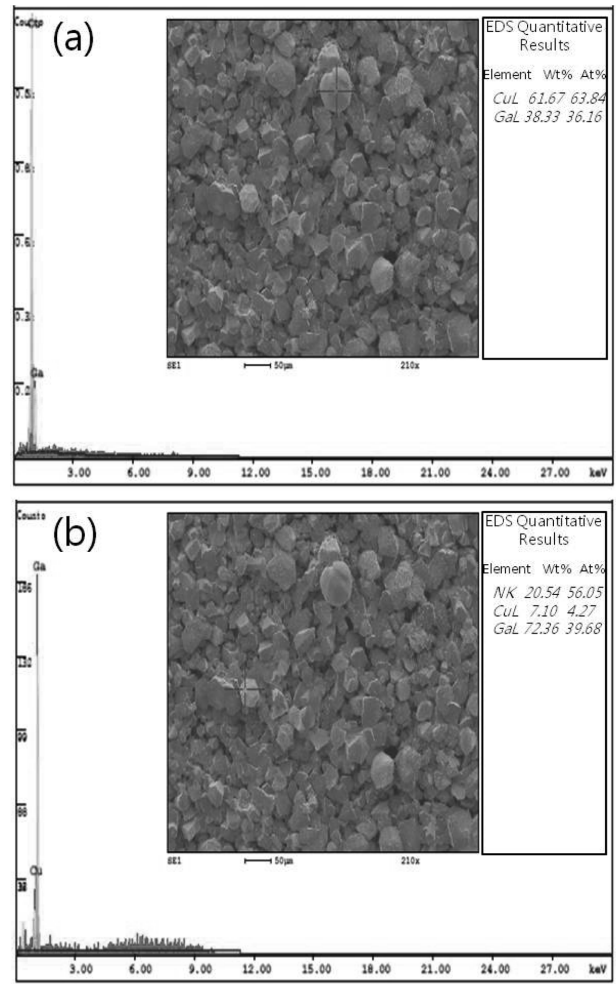 Counts
(a)
EDS Quantitative
Results
Element Wt% At%
CuL 61.67 63.84
GaL 38.33 36.16
Ga
SE1 50μm 210x
3.00 6.00 9.00 12.00 15.00 18.00 21.00 24.00 27.00 keV
Counts
(b)
Ga
EDS Quantitative
Results
Element Wt% At%
NK 20.54 56.05
CuL 7.10 4.27
GaL 72.36 39.68
99
Cu
SE1 50μm 210x
3.00 6.00 9.00 12.00 15.00 18.00 21.00 24.00 27.00 keV